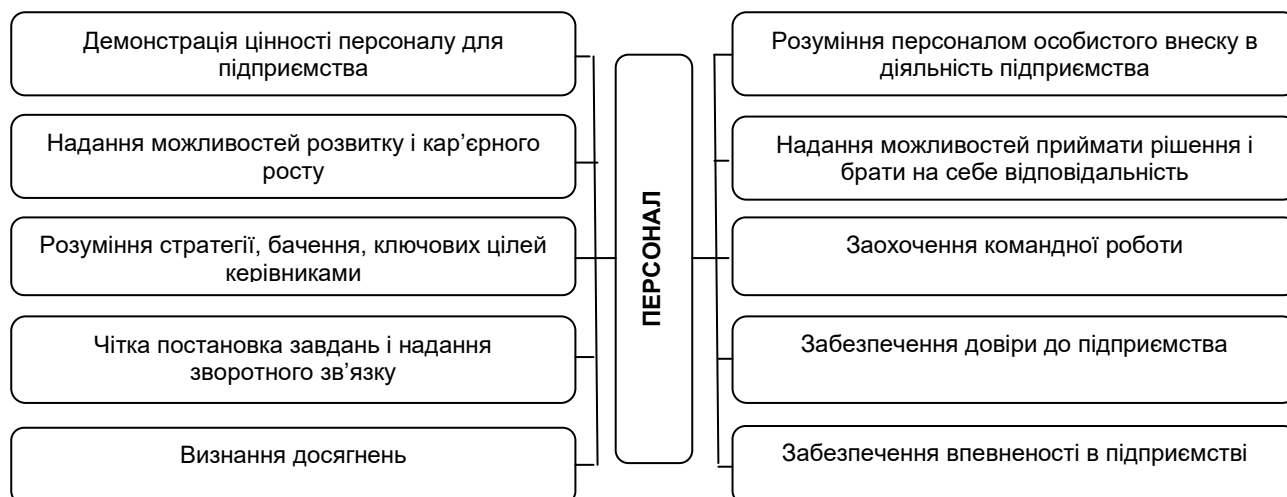 Демонстрація цінності персоналу для
підприємства
Надання можливостей розвитку і кар’єрного
росту
Розуміння стратегії, бачення, ключових цілей
керівниками
Чітка постановка завдань і надання
зворотного зв’язку
Визнання досягнень
ПЕРСОНАЛ
Розуміння персоналом особистого внеску в
діяльність підприємства
Надання можливостей приймати рішення і
брати на себе відповідальність
Заохочення командної роботи
Забезпечення довіри до підприємства
Забезпечення впевненості в підприємстві